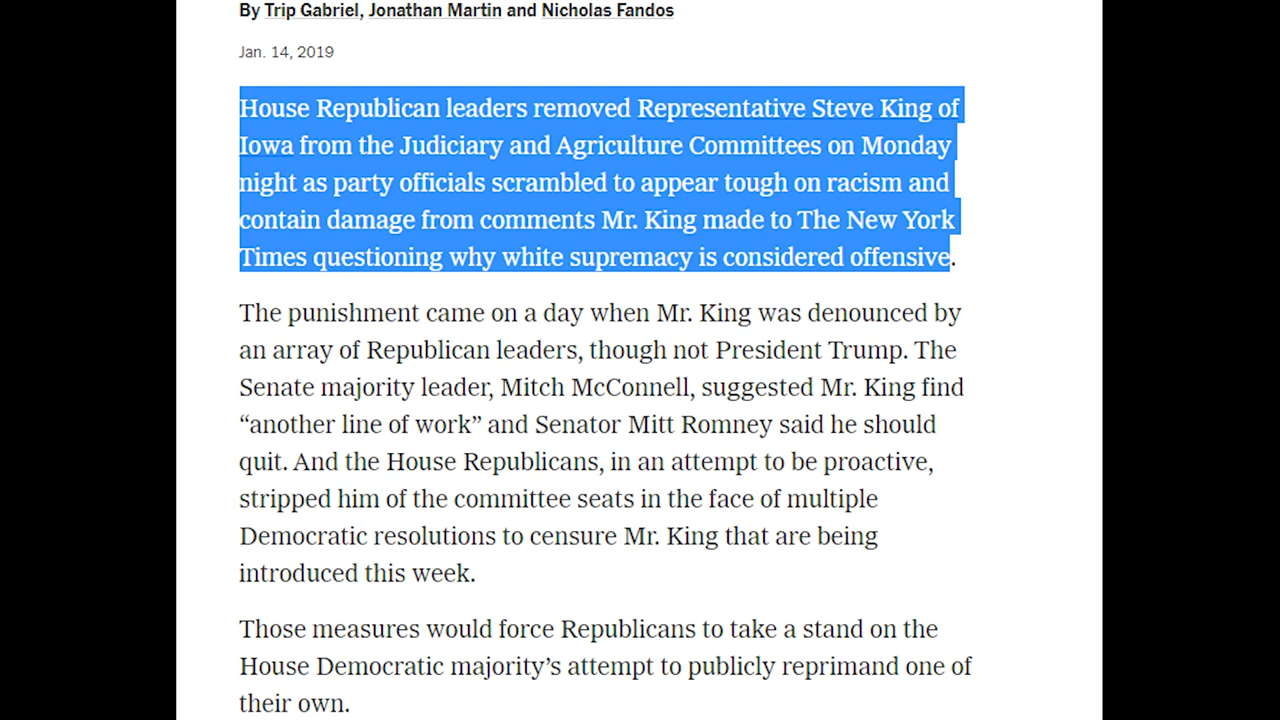 By Trip Gabriel, Jonathan Martin and Nicholas Fandos
Jan. 14, 2019
House Republican leaders removed Representative Steve King of
Iowa from the Judiciary and Agriculture Committees on Monday
night as party officials scrambled to appear tough on racism and
contain damage from comments Mr. King made to The New York
Times questioning why white supremacy is considered offensive.
The punishment came on a day when Mr. King was denounced by
an array of Republican leaders, though not President Trump. The
Senate majority leader, Mitch McConnell, suggested Mr. King find
“another line of work” and Senator Mitt Romney said he should
quit. And the House Republicans, in an attempt to be proactive,
stripped him of the committee seats in the face of multiple
Democratic resolutions to censure Mr. King that are being
introduced this week.
Those measures would force Republicans to take a stand on the
House Democratic majority’s attempt to publicly reprimand one of
their own.